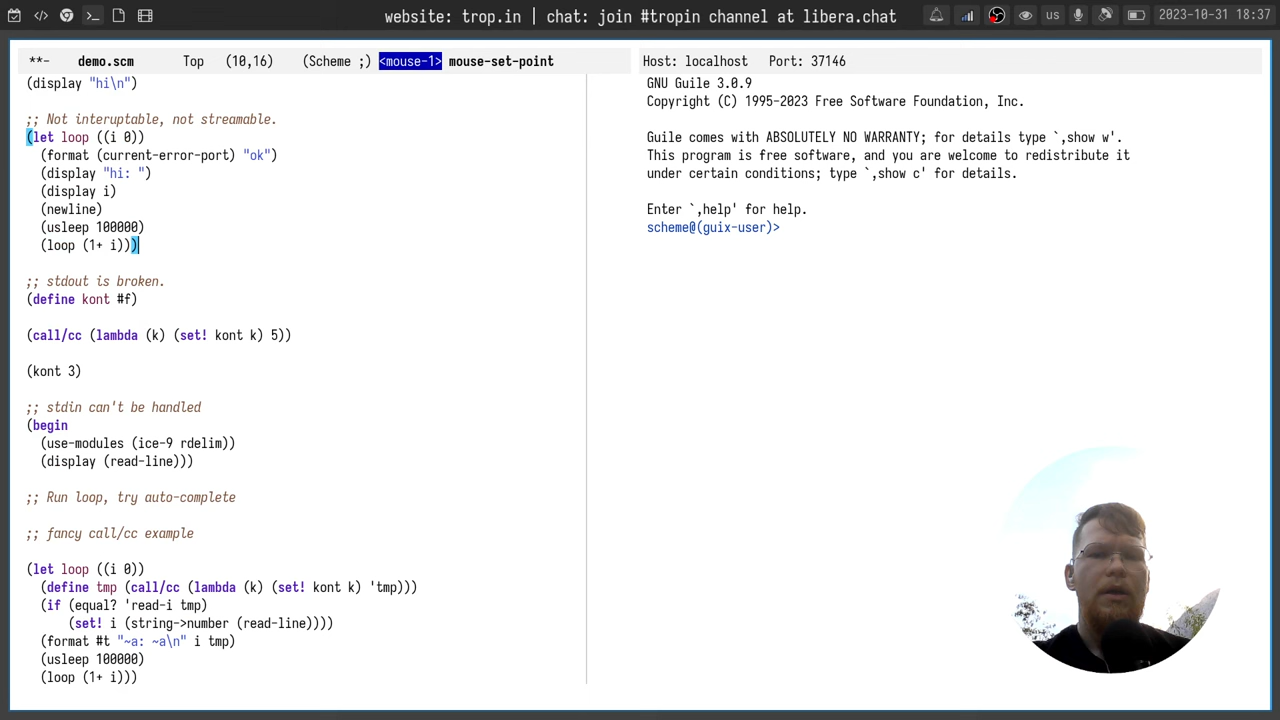 website: trop.in | chat: join #tropin channel at libera.chat
us
2023-10-31 18:37
**- demo.scm Top (10,16) (Scheme ;) <mouse-1> mouse-set-point
(display "hi\n")
;; Not interuptable, not streamable.
(let loop ((i 0))
(format (current-error-port) "ok")
(display "hi: ")
(display i)
(newline)
(usleep 100000)
(loop (1+ i)))
;; stdout is broken.
(define kont #f)
(call/cc (lambda (k) (set! kont k) 5))
(kont 3)
;; stdin can't be handled
(begin
(use-modules (ice-9 rdelim))
(display (read-line)))
;; Run loop, try auto-complete
;; fancy call/cc example
(let loop ((i 0))
(define tmp (call/cc (lambda (k) (set! kont k) 'tmp)))
(if (equal? 'read-i tmp)
(set! i (string->number (read-line))))
(format #t "~a: ~a\n" i tmp)
(usleep 100000)
(loop (1+ i)))
Host: localhost Port: 37146
GNU Guile 3.0.9
Copyright (C) 1995-2023 Free Software Foundation, Inc.
Guile comes with ABSOLUTELY NO WARRANTY; for details type `,show w'.
This program is free software, and you are welcome to redistribute it
under certain conditions; type `,show c' for details.
Enter `,help' for help.
scheme@(guix-user)>